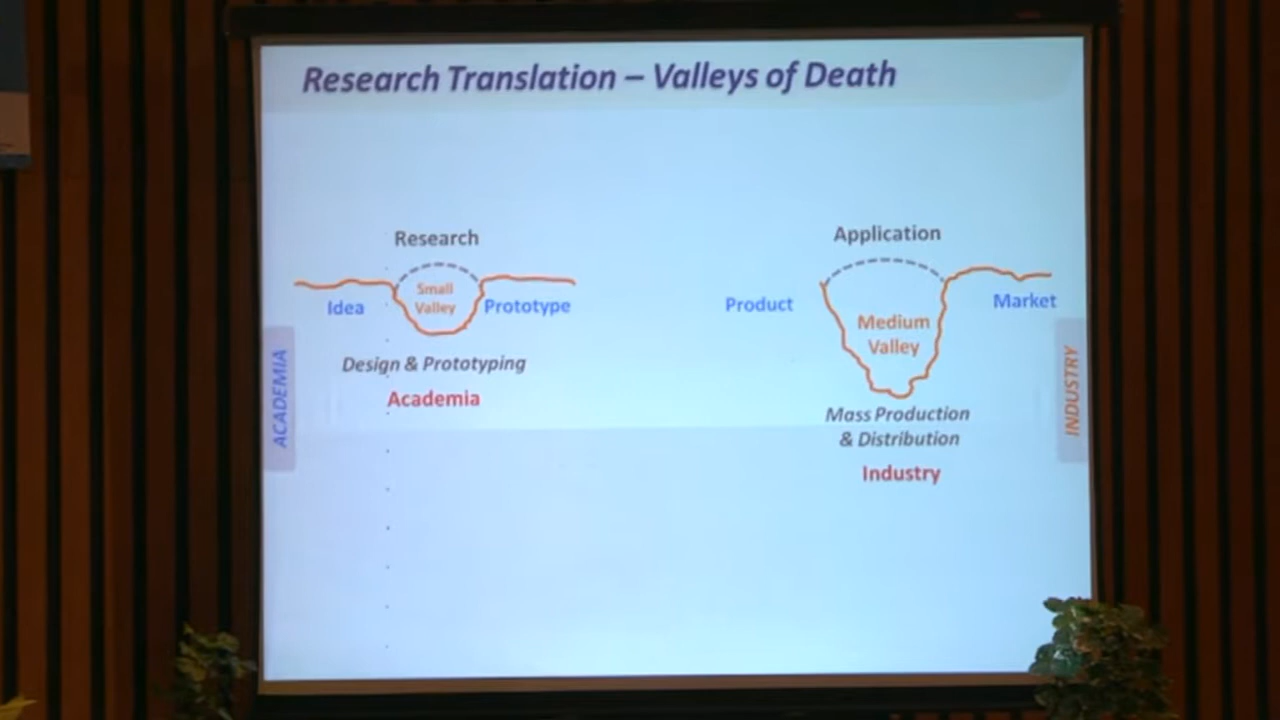 Research Translation – Valleys of Death
Research
Small
Valley
Idea
Prototype
Design & Prototyping
Academia
ACADEMIA
Application
Product
Medium
Valley
Market
Mass Production
& Distribution
Industry
INDUSTRY